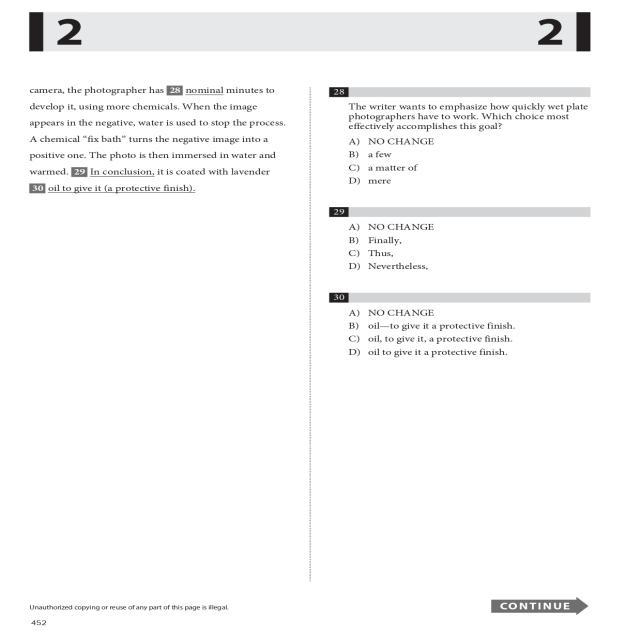 2
2
camera, the photographer has 28 nominal minutes to
develop it, using more chemicals. When the image
appears in the negative, water is used to stop the process.
A chemical “fix bath” turns the negative image into a
positive one. The photo is then immersed in water and
warmed. 29 In conclusion, it is coated with lavender
30 oil to give it (a protective finish).
28
The writer wants to emphasize how quickly wet plate
photographers have to work. Which choice most
effectively accomplishes this goal?
A) NO CHANGE
B) a few
C) a matter of
D) mere
29
A) NO CHANGE
B) Finally,
C) Thus,
D) Nevertheless,
30
A) NO CHANGE
B) oil—to give it a protective finish.
C) oil, to give it, a protective finish.
D) oil to give it a protective finish.
Unauthorized copying or reuse of any part of this page is illegal.
CONTINUE
452